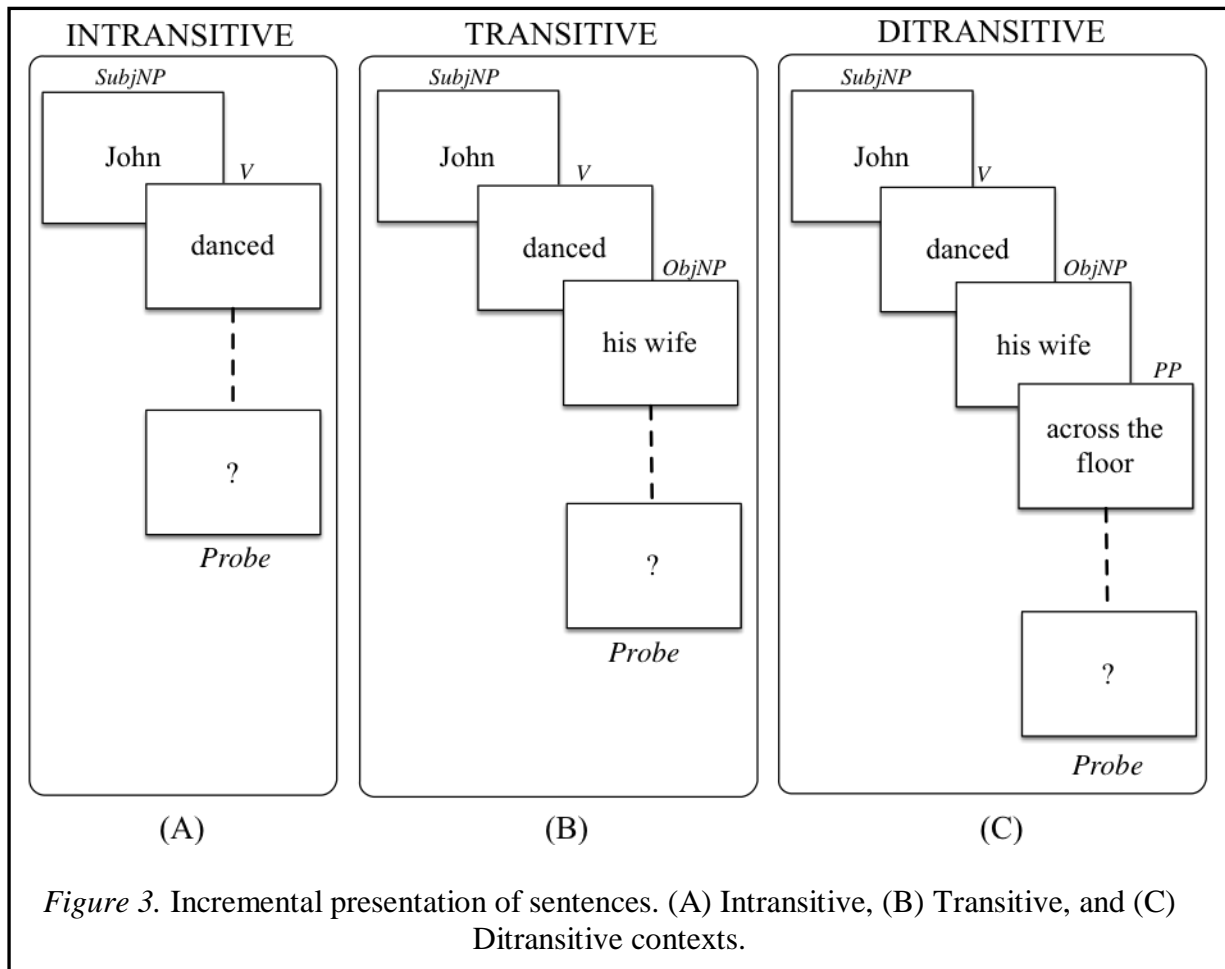 INTRANSITIVE
SubjNP
John
V
danced
?
Probe
(A)
TRANSITIVE
SubjNP
John
V
danced
ObjNP
his wife
?
Probe
(B)
DITRANSITIVE
SubjNP
John
V
danced
ObjNP
his wife
PP
across the
floor
?
Probe
(C)
Figure 3. Incremental presentation of sentences. (A) Intransitive, (B) Transitive, and (C)
Ditransitive contexts.